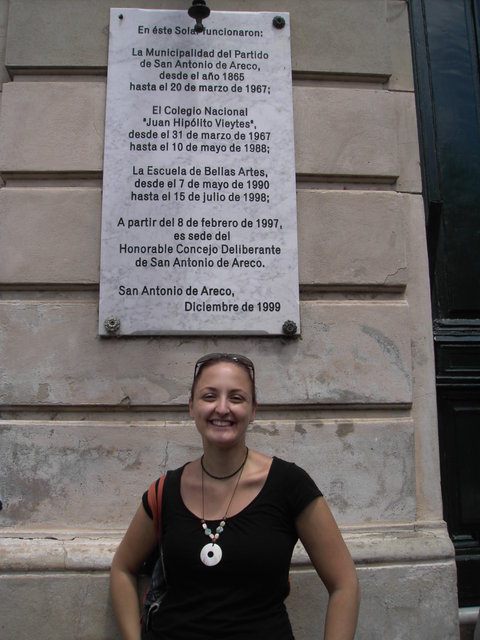 En éste Solar funcionaron:
La Municipalidad del Partido
de San Antonio de Areco,
desde el año 1865
hasta el 20 de marzo de 1967;
El Colegio Nacional
"Juan Hipólito Vieytes",
desde el 31 de marzo de 1967
hasta el 10 de mayo de 1988;
La Escuela de Bellas Artes,
desde el 7 de mayo de 1990
hasta el 15 de julio de 1998;
A partir del 8 de febrero de 1997,
es sede del
Honorable Concejo Deliberante
de San Antonio de Areco.
San Antonio de Areco,
Diciembre de 1999